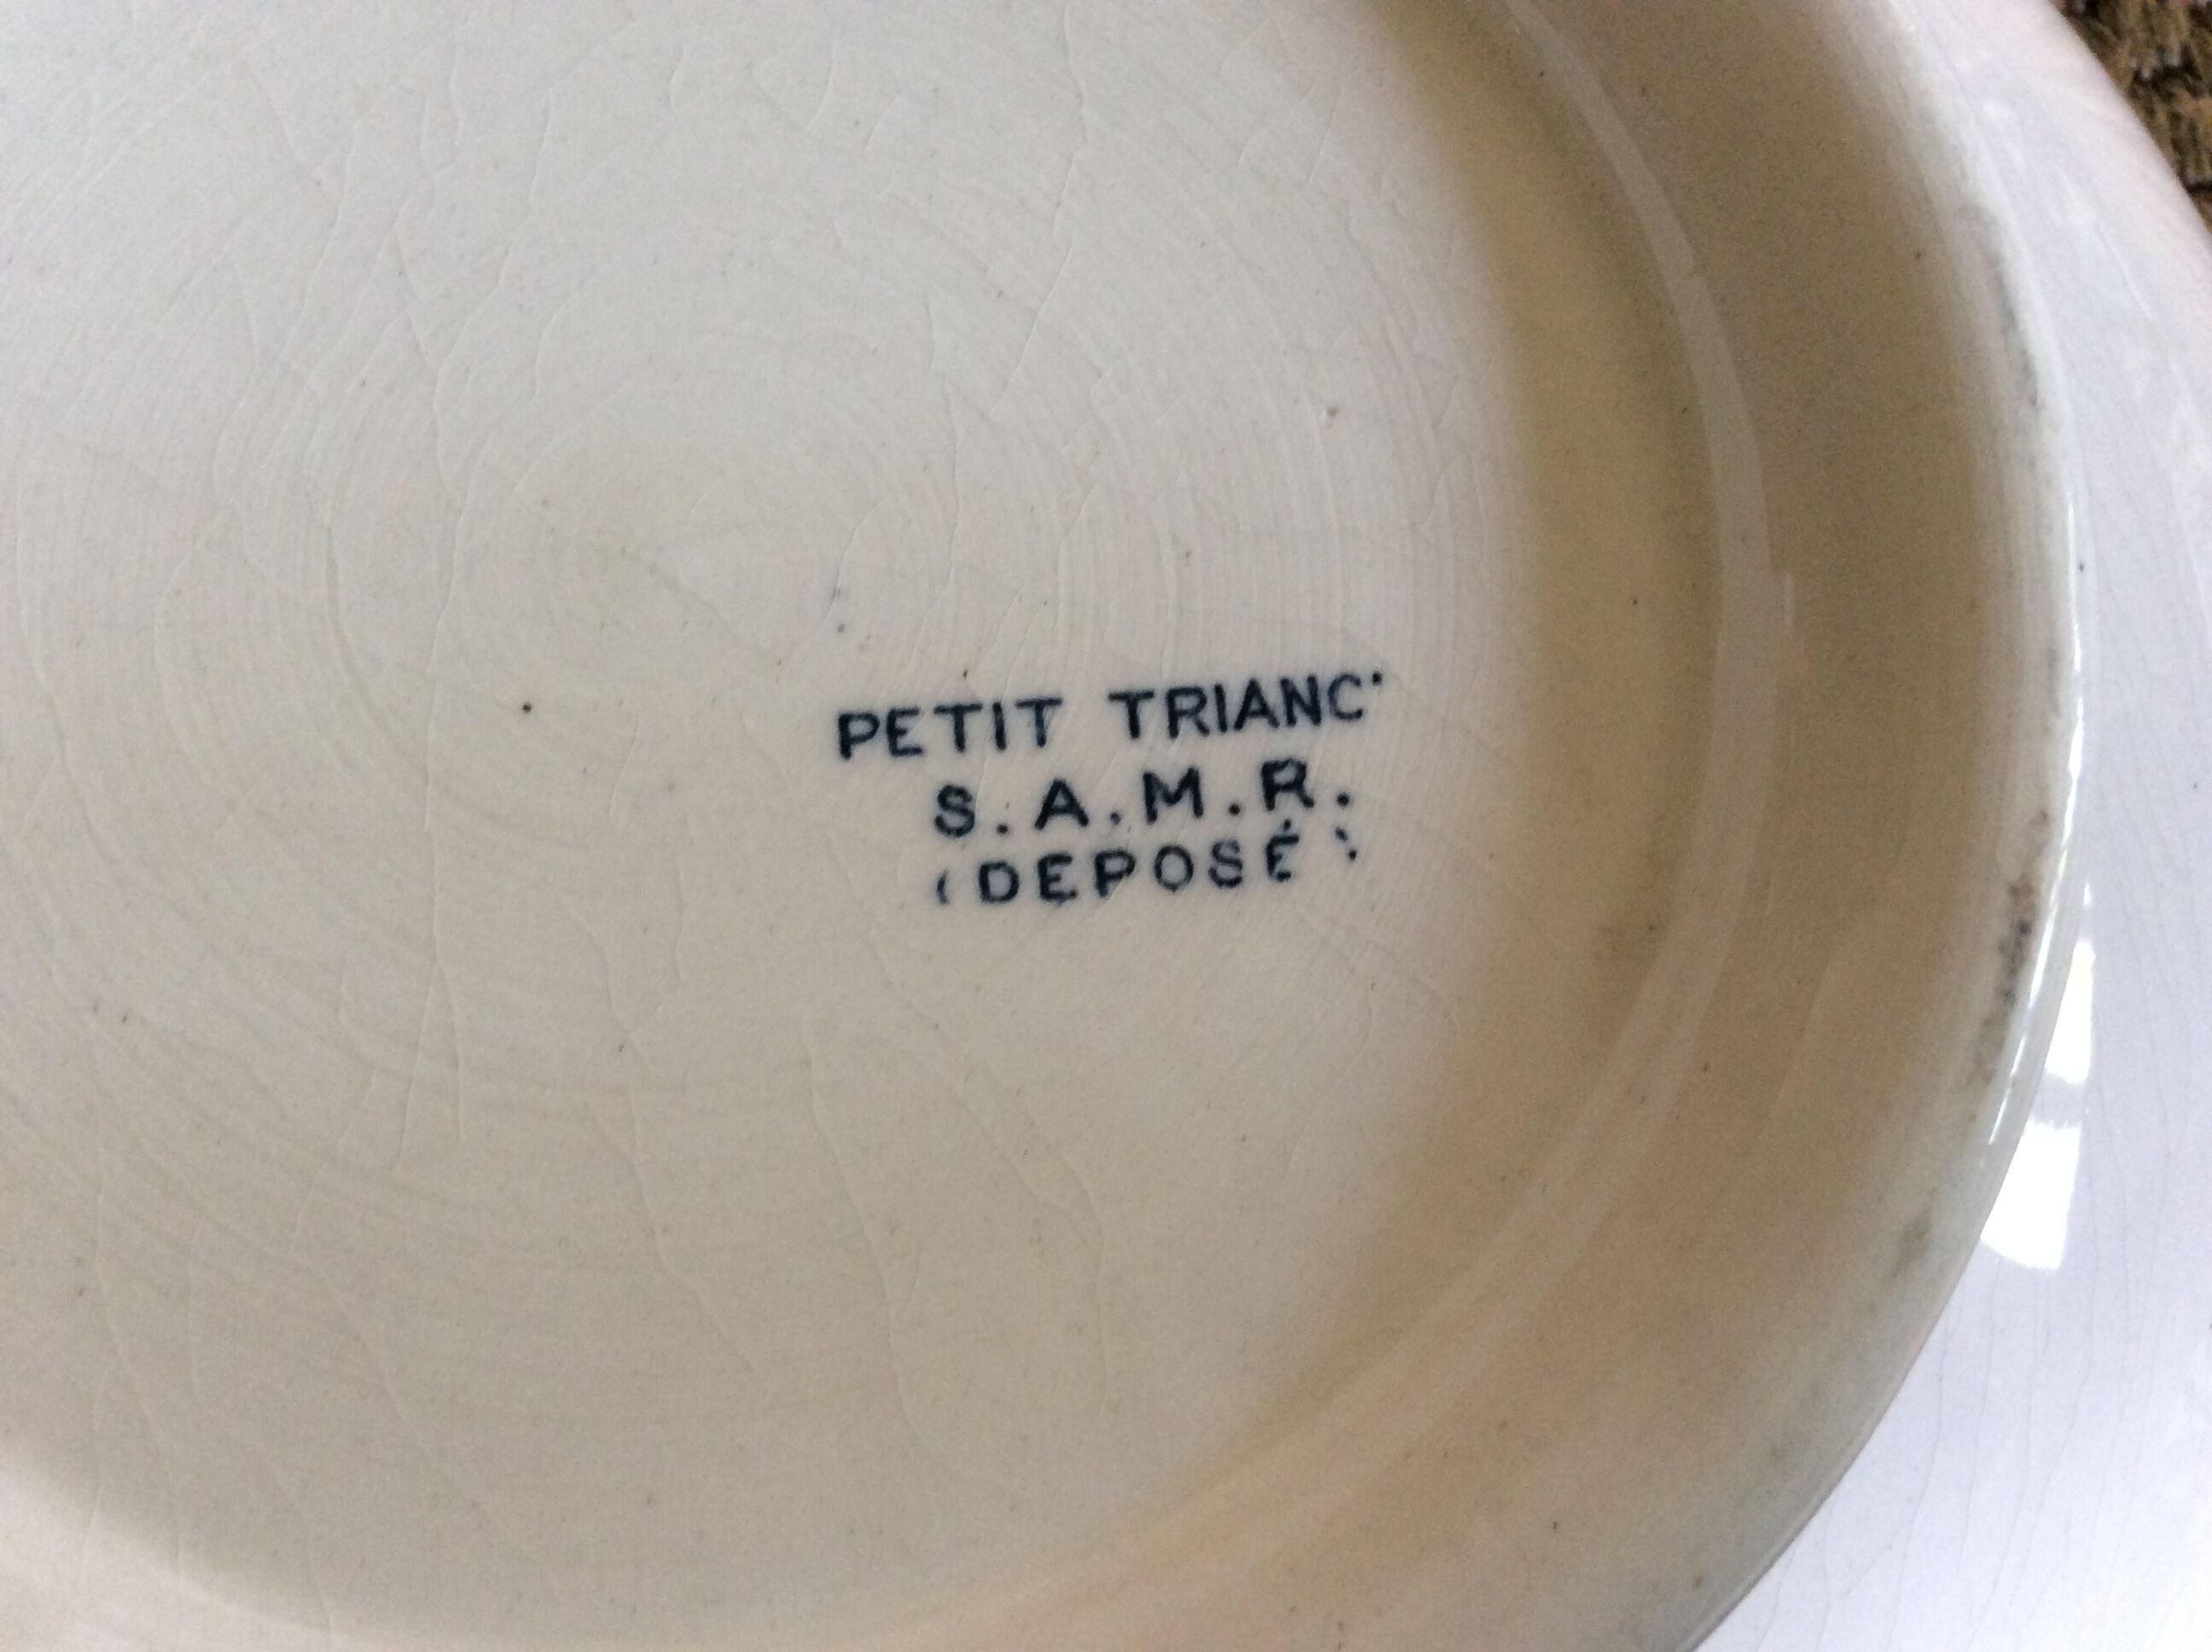 PETIT TRIANC
S.A.M.R.
(DEPOSÉ)